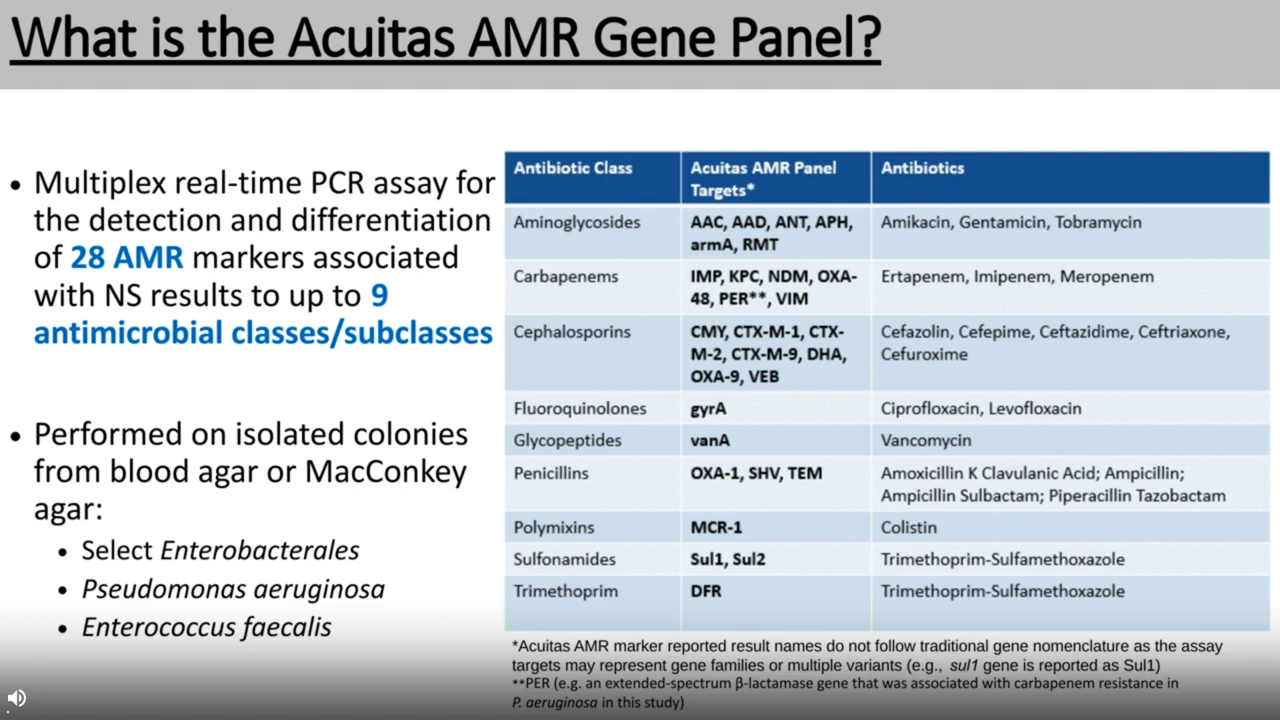 What is the Acuitas AMR Gene Panel?
• Multiplex real-time PCR assay for
the detection and differentiation
of 28 AMR markers associated
with NS results to up to 9
antimicrobial classes/subclasses
• Performed on isolated colonies
from blood agar or MacConkey
agar:
• Select Enterobacterales
• Pseudomonas aeruginosa
• Enterococcus faecalis
Antibiotic Class
Acuitas AMR Panel
Targets*
Antibiotics
Aminoglycosides
AAC, AAD, ANT, APH,
armA, RMT
Amikacin, Gentamicin, Tobramycin
Carbapenems
IMP, KPC, NDM, OXA-
48, PER**, VIM
Ertapenem, Imipenem, Meropenem
Cephalosporins
CMY, CTX-M-1, CTX-
M-2, CTX-M-9, DHA,
OXA-9, VEB
Cefazolin, Cefepime, Ceftazidime, Ceftriaxone,
Cefuroxime
Fluoroquinolones
gyrA
Ciprofloxacin, Levofloxacin
Glycopeptides
vanA
Vancomycin
Penicillins
OXA-1, SHV, TEM
Amoxicillin K Clavulanic Acid; Ampicillin;
Ampicillin Sulbactam; Piperacillin Tazobactam
Polymixins
MCR-1
Colistin
Sulfonamides
Sul1, Sul2
Trimethoprim-Sulfamethoxazole
Trimethoprim
DFR
Trimethoprim-Sulfamethoxazole
*Acuitas AMR marker reported result names do not follow traditional gene nomenclature as the assay
targets may represent gene families or multiple variants (e.g., sul1 gene is reported as Sul1)
**PER (e.g. an extended-spectrum β-lactamase gene that was associated with carbapenem resistance in
P. aeruginosa in this study)